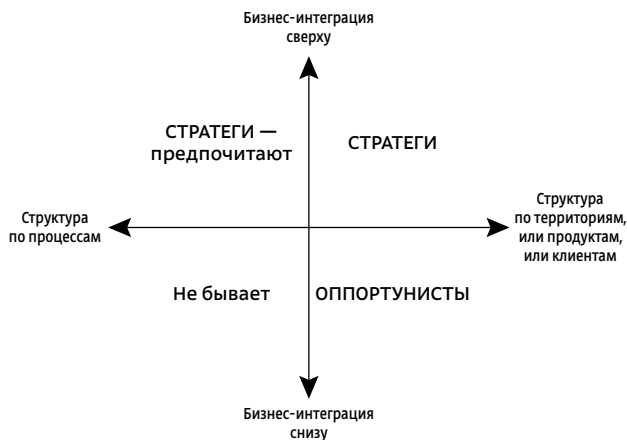 Бизнес-интеграция
сверху
СТРАТЕГИ —
предпочитают
СТРАТЕГИ
Структура
по процессам
Структура
по территориям,
или продуктам,
или клиентам
Не бывает
ОППОРТУНИСТЫ
Бизнес-интеграция
снизу